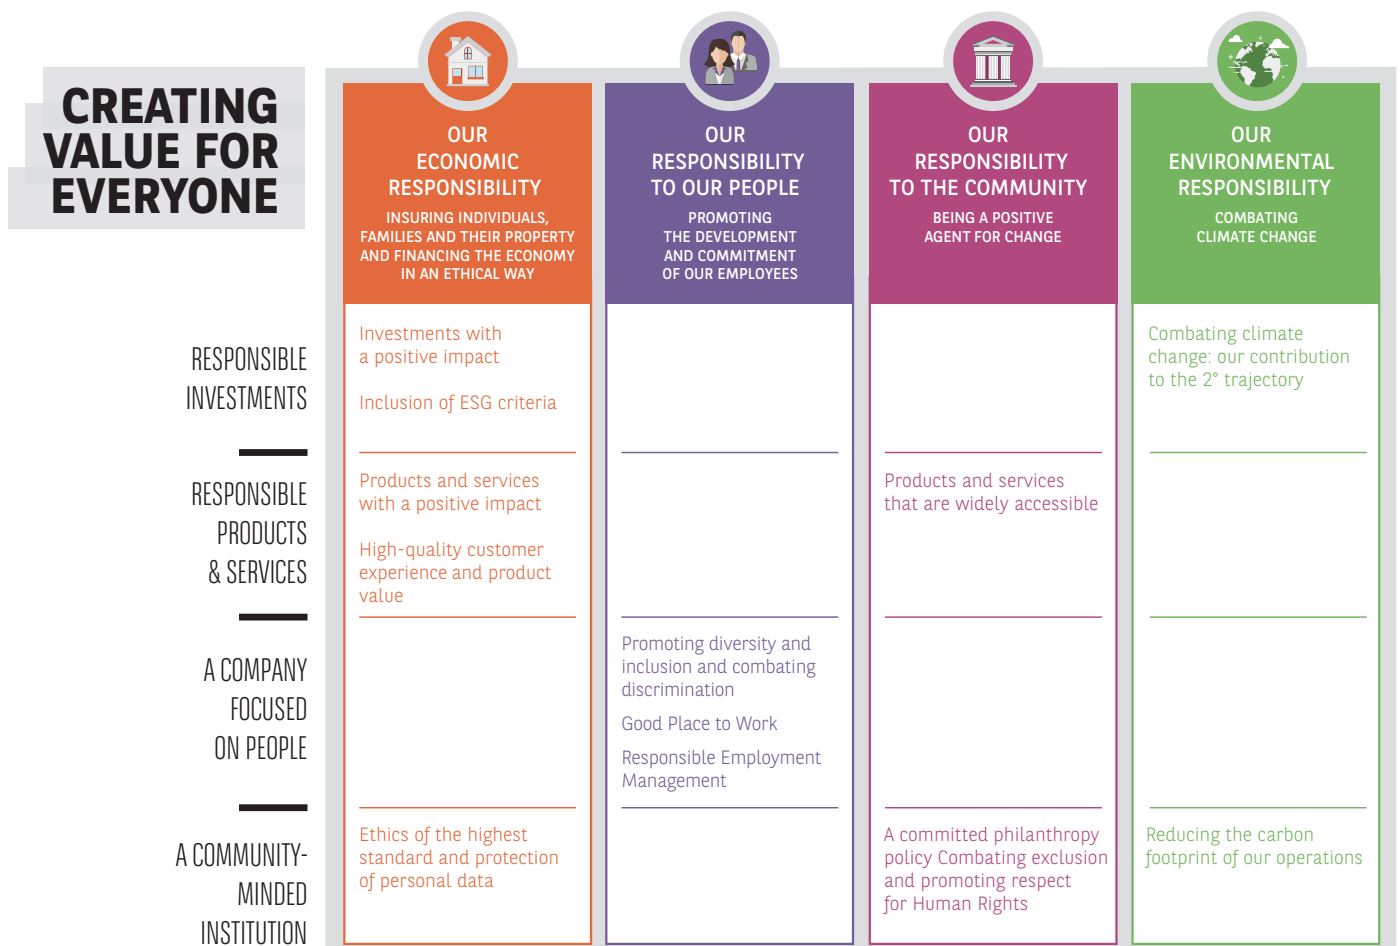 CREATING
VALUE FOR
EVERYONE
OUR
ECONOMIC
RESPONSIBILITY
INSURING INDIVIDUALS,
FAMILIES AND THEIR PROPERTY
AND FINANCING THE ECONOMY
IN AN ETHICAL WAY
OUR
RESPONSIBILITY
TO OUR PEOPLE
PROMOTING
THE DEVELOPMENT
AND COMMITMENT
OF OUR EMPLOYEES
OUR
RESPONSIBILITY
TO THE COMMUNITY
BEING A POSITIVE
AGENT FOR CHANGE
OUR
ENVIRONMENTAL
RESPONSIBILITY
COMBATING
CLIMATE CHANGE
RESPONSIBLE
INVESTMENTS
Investments with
a positive impact
Inclusion of ESG criteria
Combating climate
change: our contribution
to the 2° trajectory
RESPONSIBLE
PRODUCTS
& SERVICES
Products and services
with a positive impact
High-quality customer
experience and product
value
Products and services
that are widely accessible
A COMPANY
FOCUSED
ON PEOPLE
Promoting diversity and
inclusion and combating
discrimination
Good Place to Work
Responsible Employment
Management
A COMMUNITY-
MINDED
INSTITUTION
Ethics of the highest
standard and protection
of personal data
A committed philanthropy
policy Combating exclusion
and promoting respect
for Human Rights
Reducing the carbon
footprint of our operations